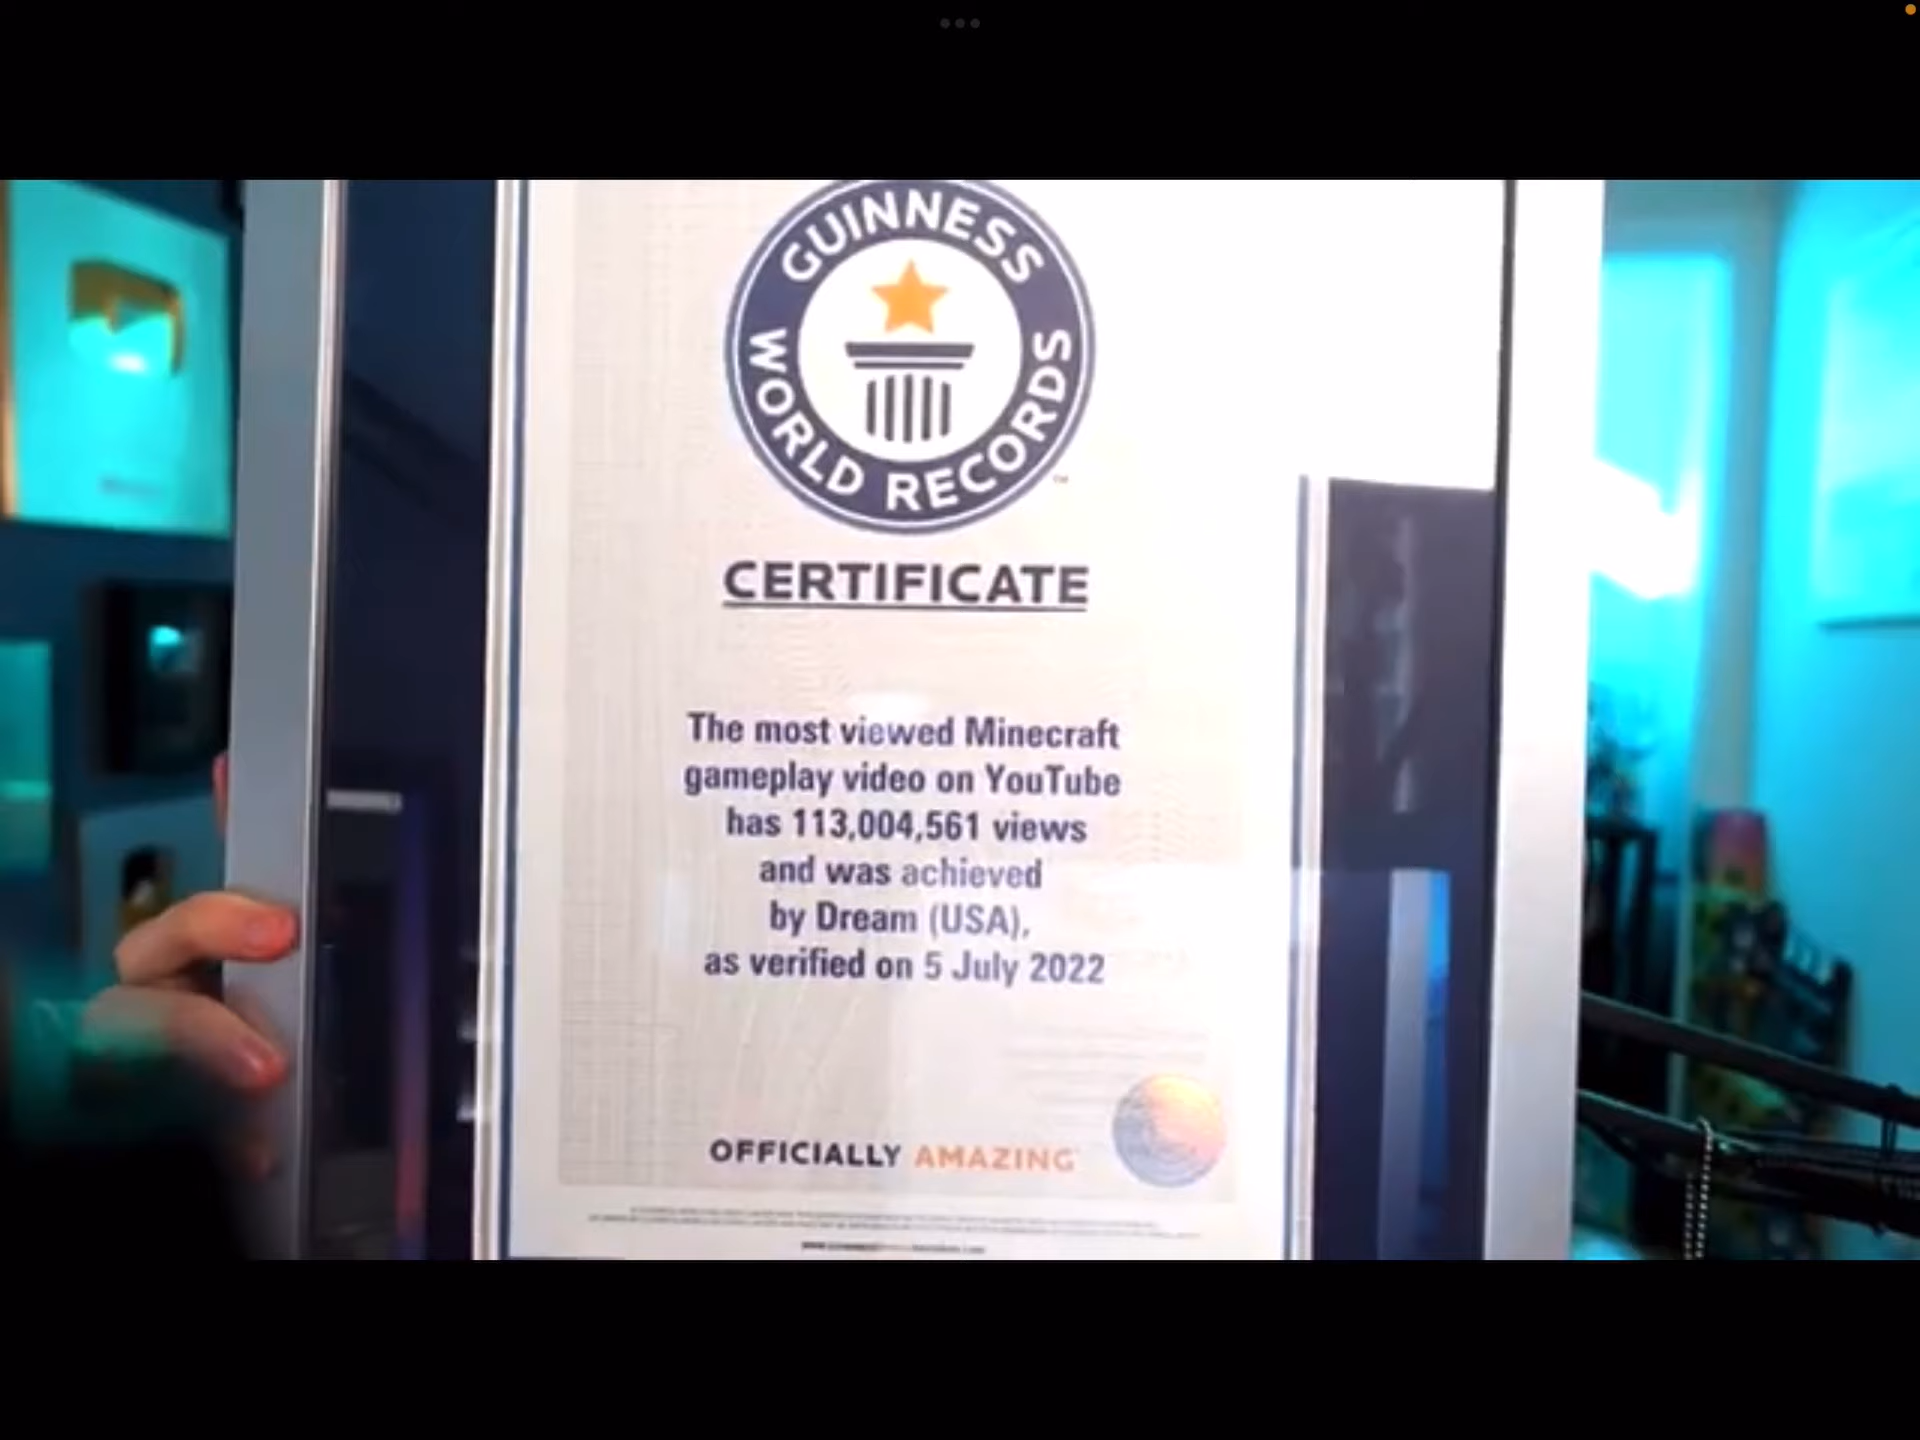 GUINNESS
WORLD RECORDS
™
CERTIFICATE
The most viewed Minecraft
gameplay video on YouTube
has 113,004,561 views
and was achieved
by Dream (USA),
as verified on 5 July 2022
OFFICIALLY AMAZING